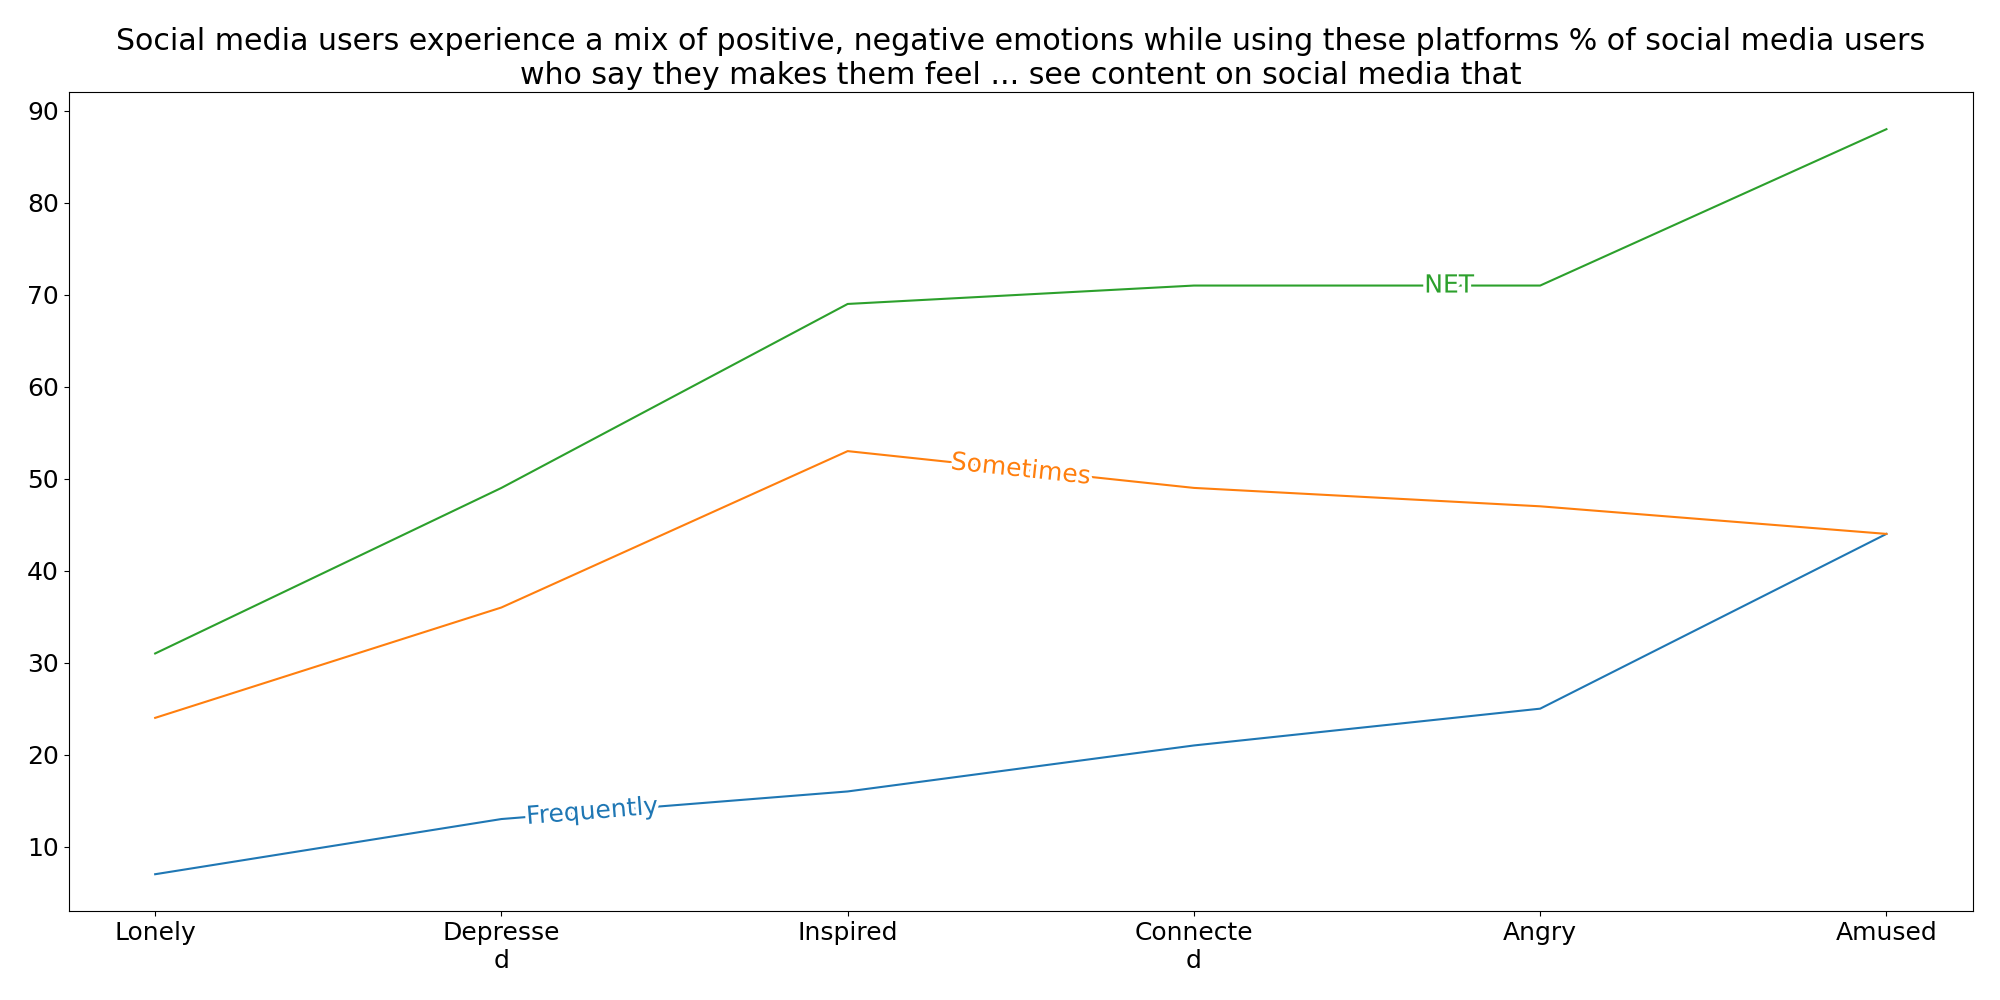 Social media users experience a mix of positive, negative emotions while using these platforms % of social media users
who say they makes them feel ... see content on social media that
90
80
70
60
50
40
30
20
10
NET
Sometimes
Frequently
Lonely
Depresse
d
Inspired
Connecte
d
Angry
Amused